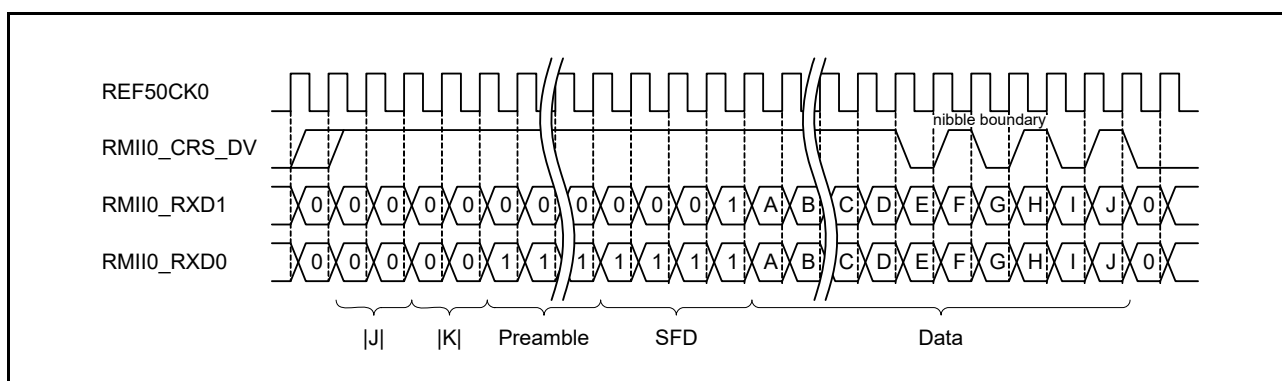 REF50CK0
nibble boundary
RMII0_CRS_DV
RMII0_RXD1 0 0 0 0 0 0 0 0 0 0 1 A B C D E F G H I J 0
RMII0_RXD0 0 0 0 0 0 1 1 1 1 1 1 1 A B C D E F G H I J 0
|J| |K| Preamble SFD Data